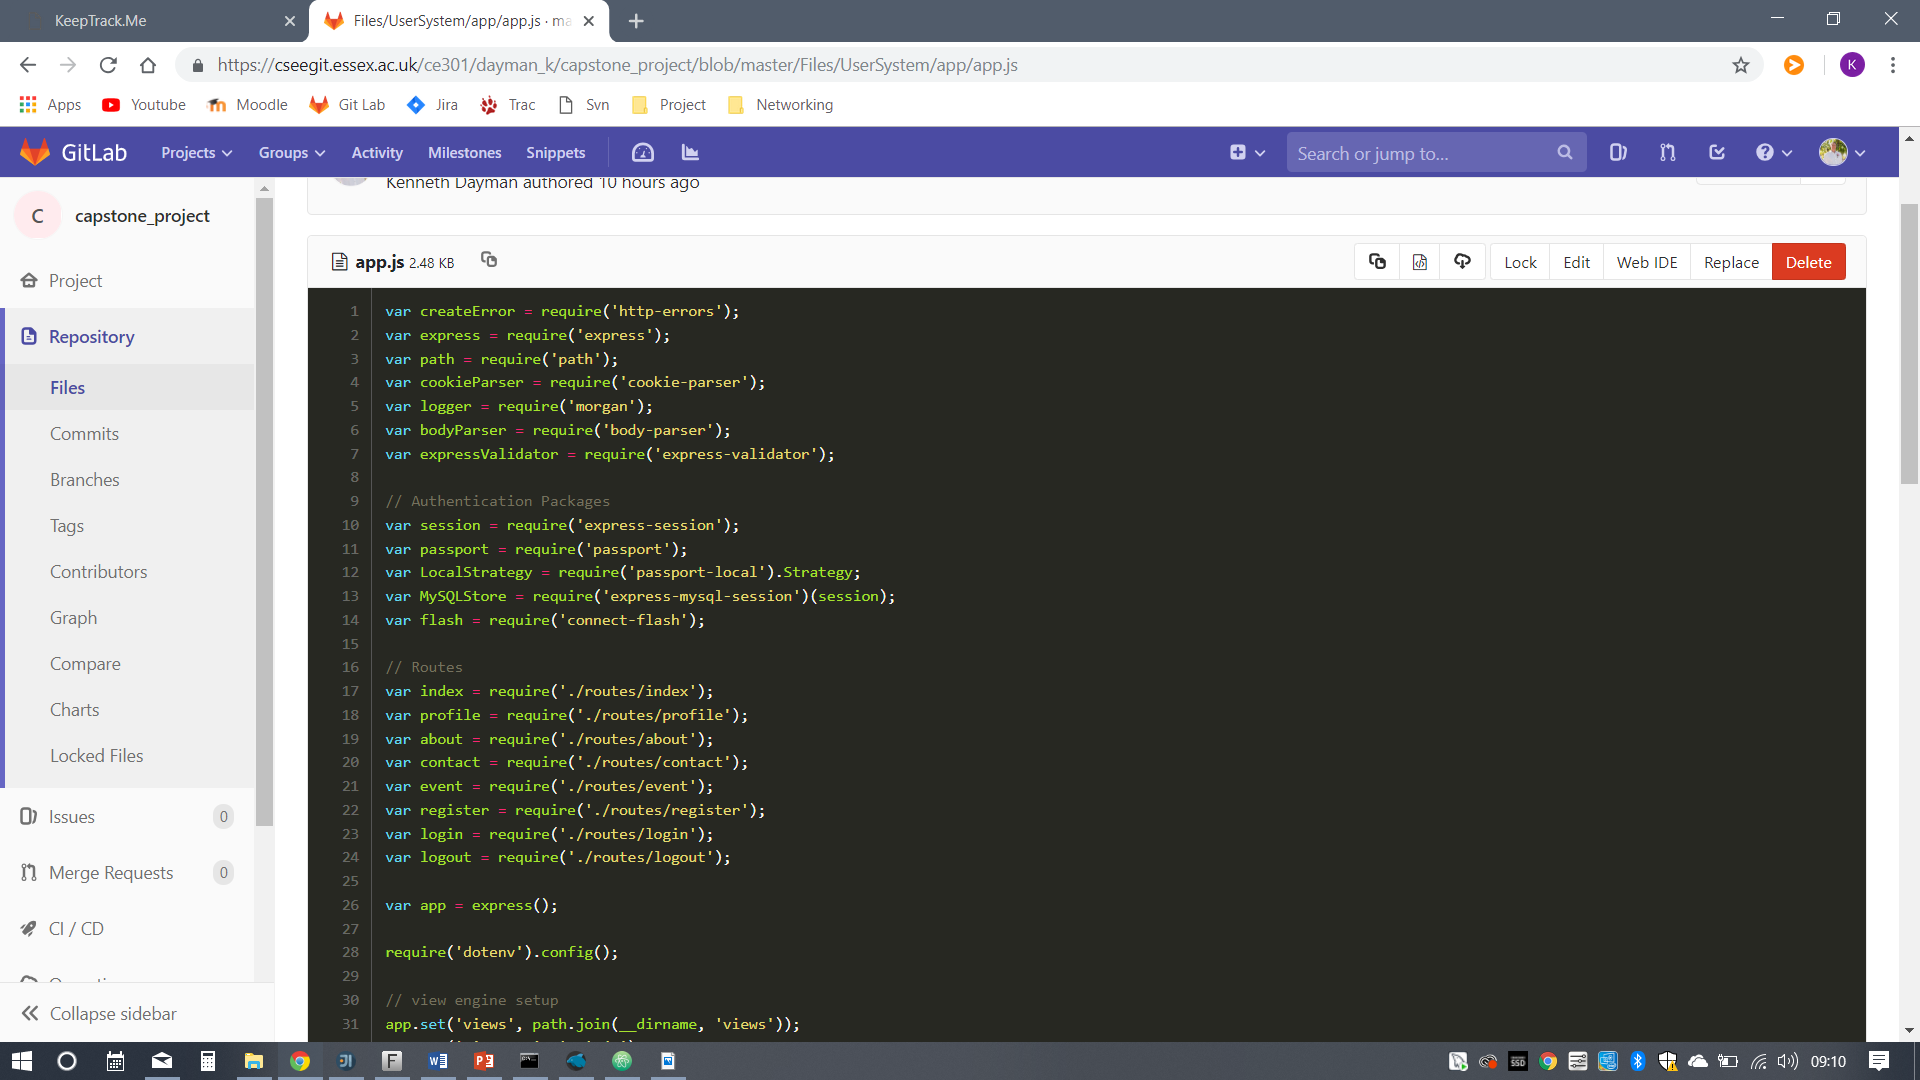 KeepTrack.Me
Files/UserSystem/app/app.js · ma
https://cseegit.essex.ac.uk/ce301/dayman_k/capstone_project/blob/master/Files/UserSystem/app/app.js
K
Apps Youtube Moodle Git Lab Jira Trac Svn Project Networking
GitLab Projects Groups Activity Milestones Snippets Search or jump to...
Kenneth Dayman authored 10 hours ago
C capstone_project
Project
Repository
Files
Commits
Branches
Tags
Contributors
Graph
Compare
Charts
Locked Files
Issues 0
Merge Requests 0
CI / CD
Collapse sidebar
app.js 2.48 KB
Lock Edit Web IDE Replace Delete
1 var createError = require('http-errors');
2 var express = require('express');
3 var path = require('path');
4 var cookieParser = require('cookie-parser');
5 var logger = require('morgan');
6 var bodyParser = require('body-parser');
7 var expressValidator = require('express-validator');
8
9 // Authentication Packages
10 var session = require('express-session');
11 var passport = require('passport');
12 var LocalStrategy = require('passport-local').Strategy;
13 var MySQLStore = require('express-mysql-session')(session);
14 var flash = require('connect-flash');
15
16 // Routes
17 var index = require('./routes/index');
18 var profile = require('./routes/profile');
19 var about = require('./routes/about');
20 var contact = require('./routes/contact');
21 var event = require('./routes/event');
22 var register = require('./routes/register');
23 var login = require('./routes/login');
24 var logout = require('./routes/logout');
25
26 var app = express();
27
28 require('dotenv').config();
29
30 // view engine setup
31 app.set('views', path.join(__dirname, 'views'));
09:10